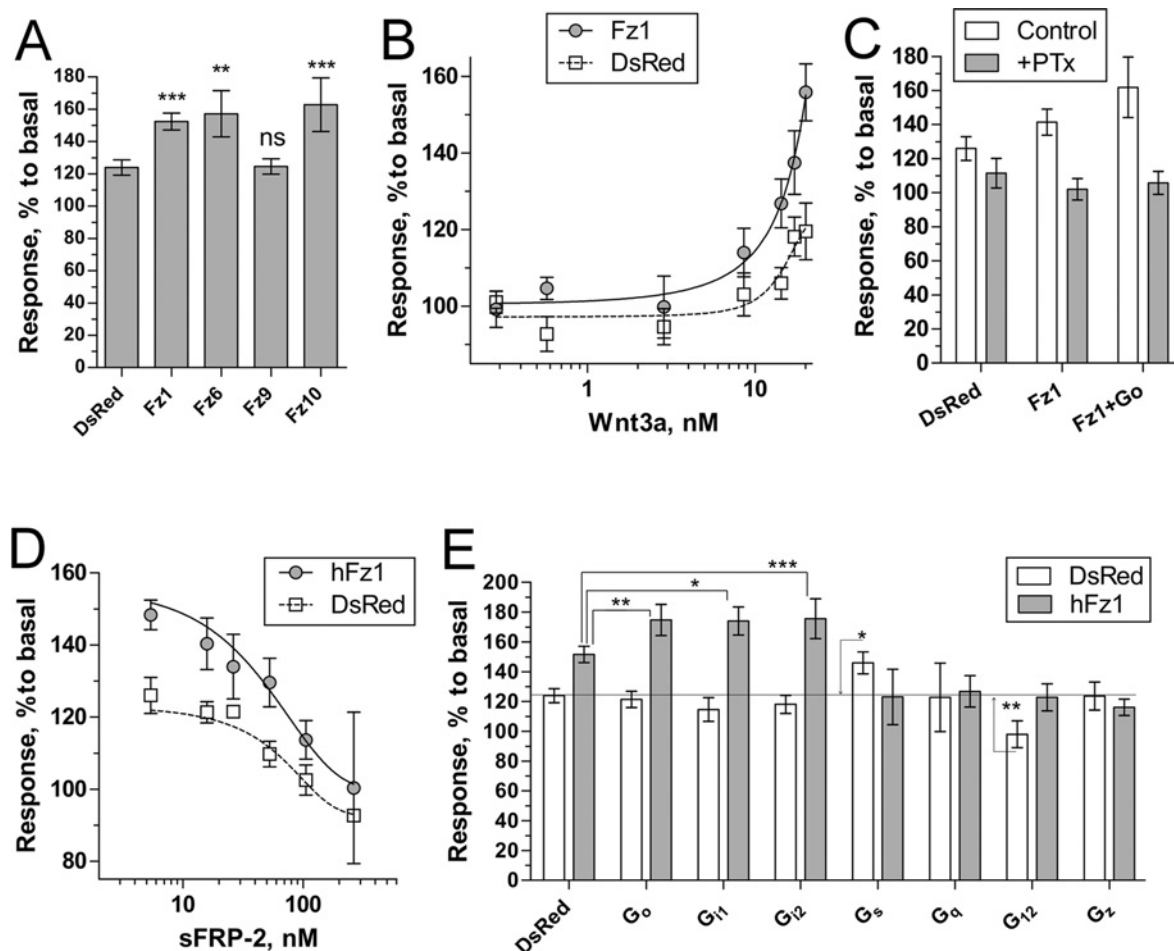 A
Response, % to basal
180
160
140
120
100
80
60
40
20
0
***
**
ns
***
DsRed
Fz1
Fz6
Fz9
Fz10
B
Fz1
DsRed
Response, %to basal
160
140
120
100
1
10
Wnt3a, nM
C
Control
+PTx
Response, % to basal
180
160
140
120
100
80
60
40
20
0
DsRed
Fz1
Fz1+Go
D
hFz1
DsRed
Response, %to basal
160
140
120
100
80
10
100
sFRP-2, nM
E
DsRed
hFz1
Response, % to basal
200
180
160
140
120
100
80
60
40
20
0
***
*
**
*
**
DsRed
Go
Gi1
Gi2
Gs
Gq
G12
Gz